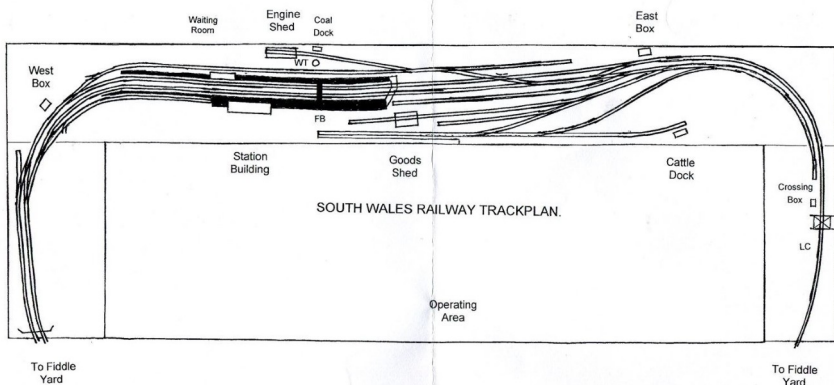 Waiting
Room
Engine
Shed
Coal
Dock
East
Box
WT
West
Box
FB
Station
Building
Goods
Shed
Cattle
Dock
Crossing
Box
SOUTH WALES RAILWAY TRACKPLAN.
LC
Operating
Area
To Fiddle
Yard
To Fiddle
Yard